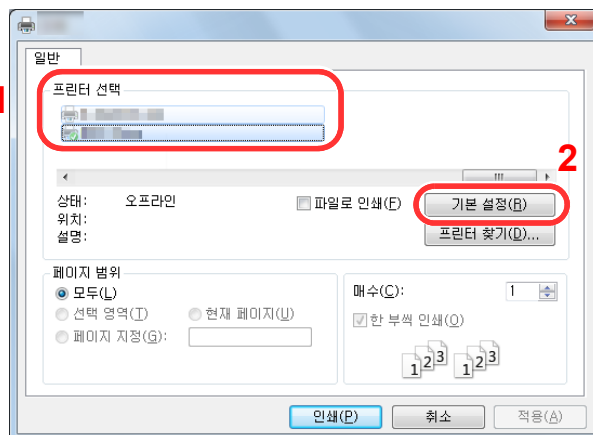 일반
프린터 선택
2
상태: 오프라인
위치:
설명:
파일로 인쇄(F)
기본 설정(R)
프린터 찾기(D)...
페이지 범위
모두(L)
선택 영역(T) 현재 페이지(U)
페이지 지정(G):
매수(C): 1
한 부씩 인쇄(O)
1 2 3 1 2 3
인쇄(P) 취소 적용(A)